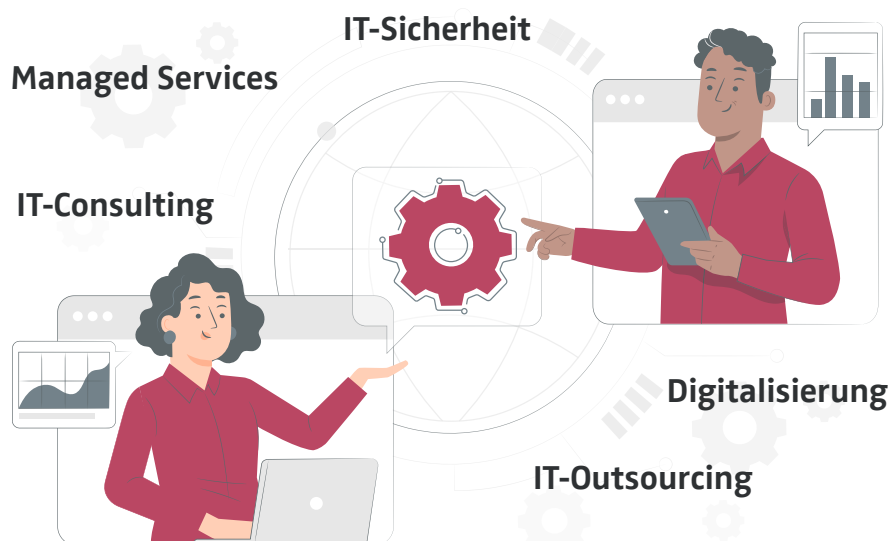 IT-Sicherheit
Managed Services
IT-Consulting
Digitalisierung
IT-Outsourcing